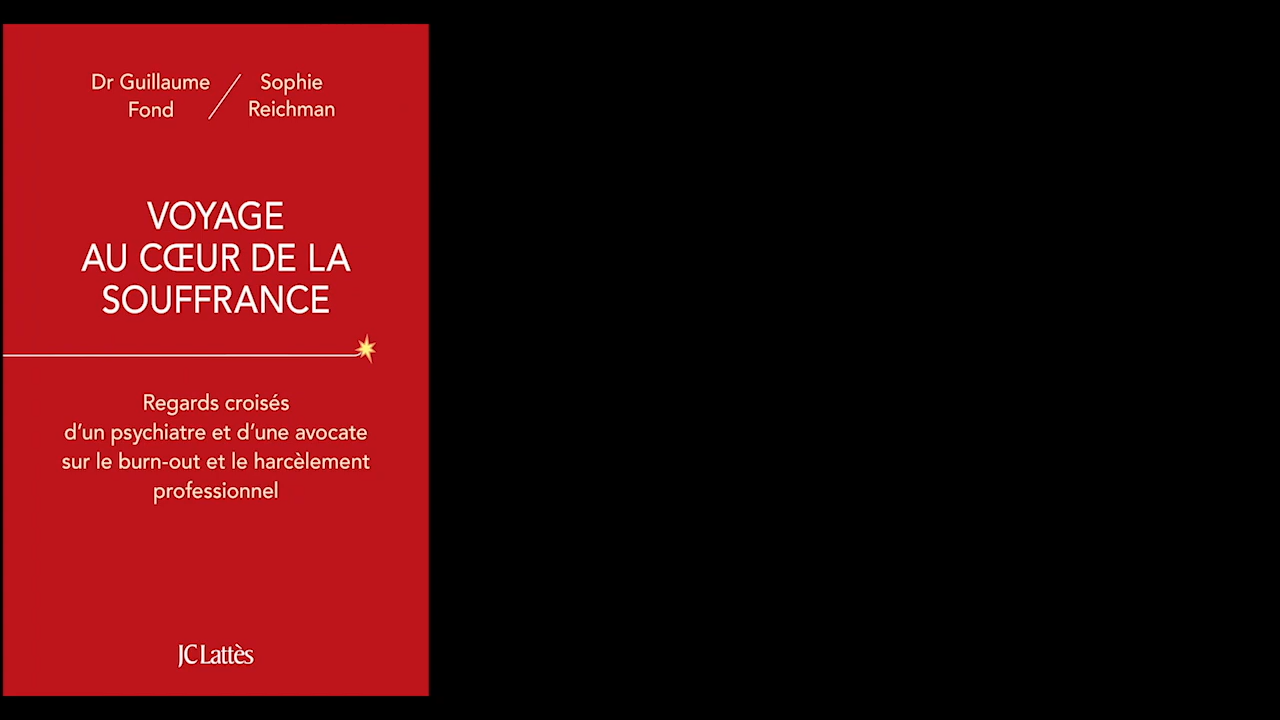 Dr Guillaume
Fond
Sophie
Reichman
VOYAGE
AU CŒUR DE LA
SOUFFRANCE
Regards croisés
d’un psychiatre et d’une avocate
sur le burn-out et le harcèlement
professionnel
JC Lattès